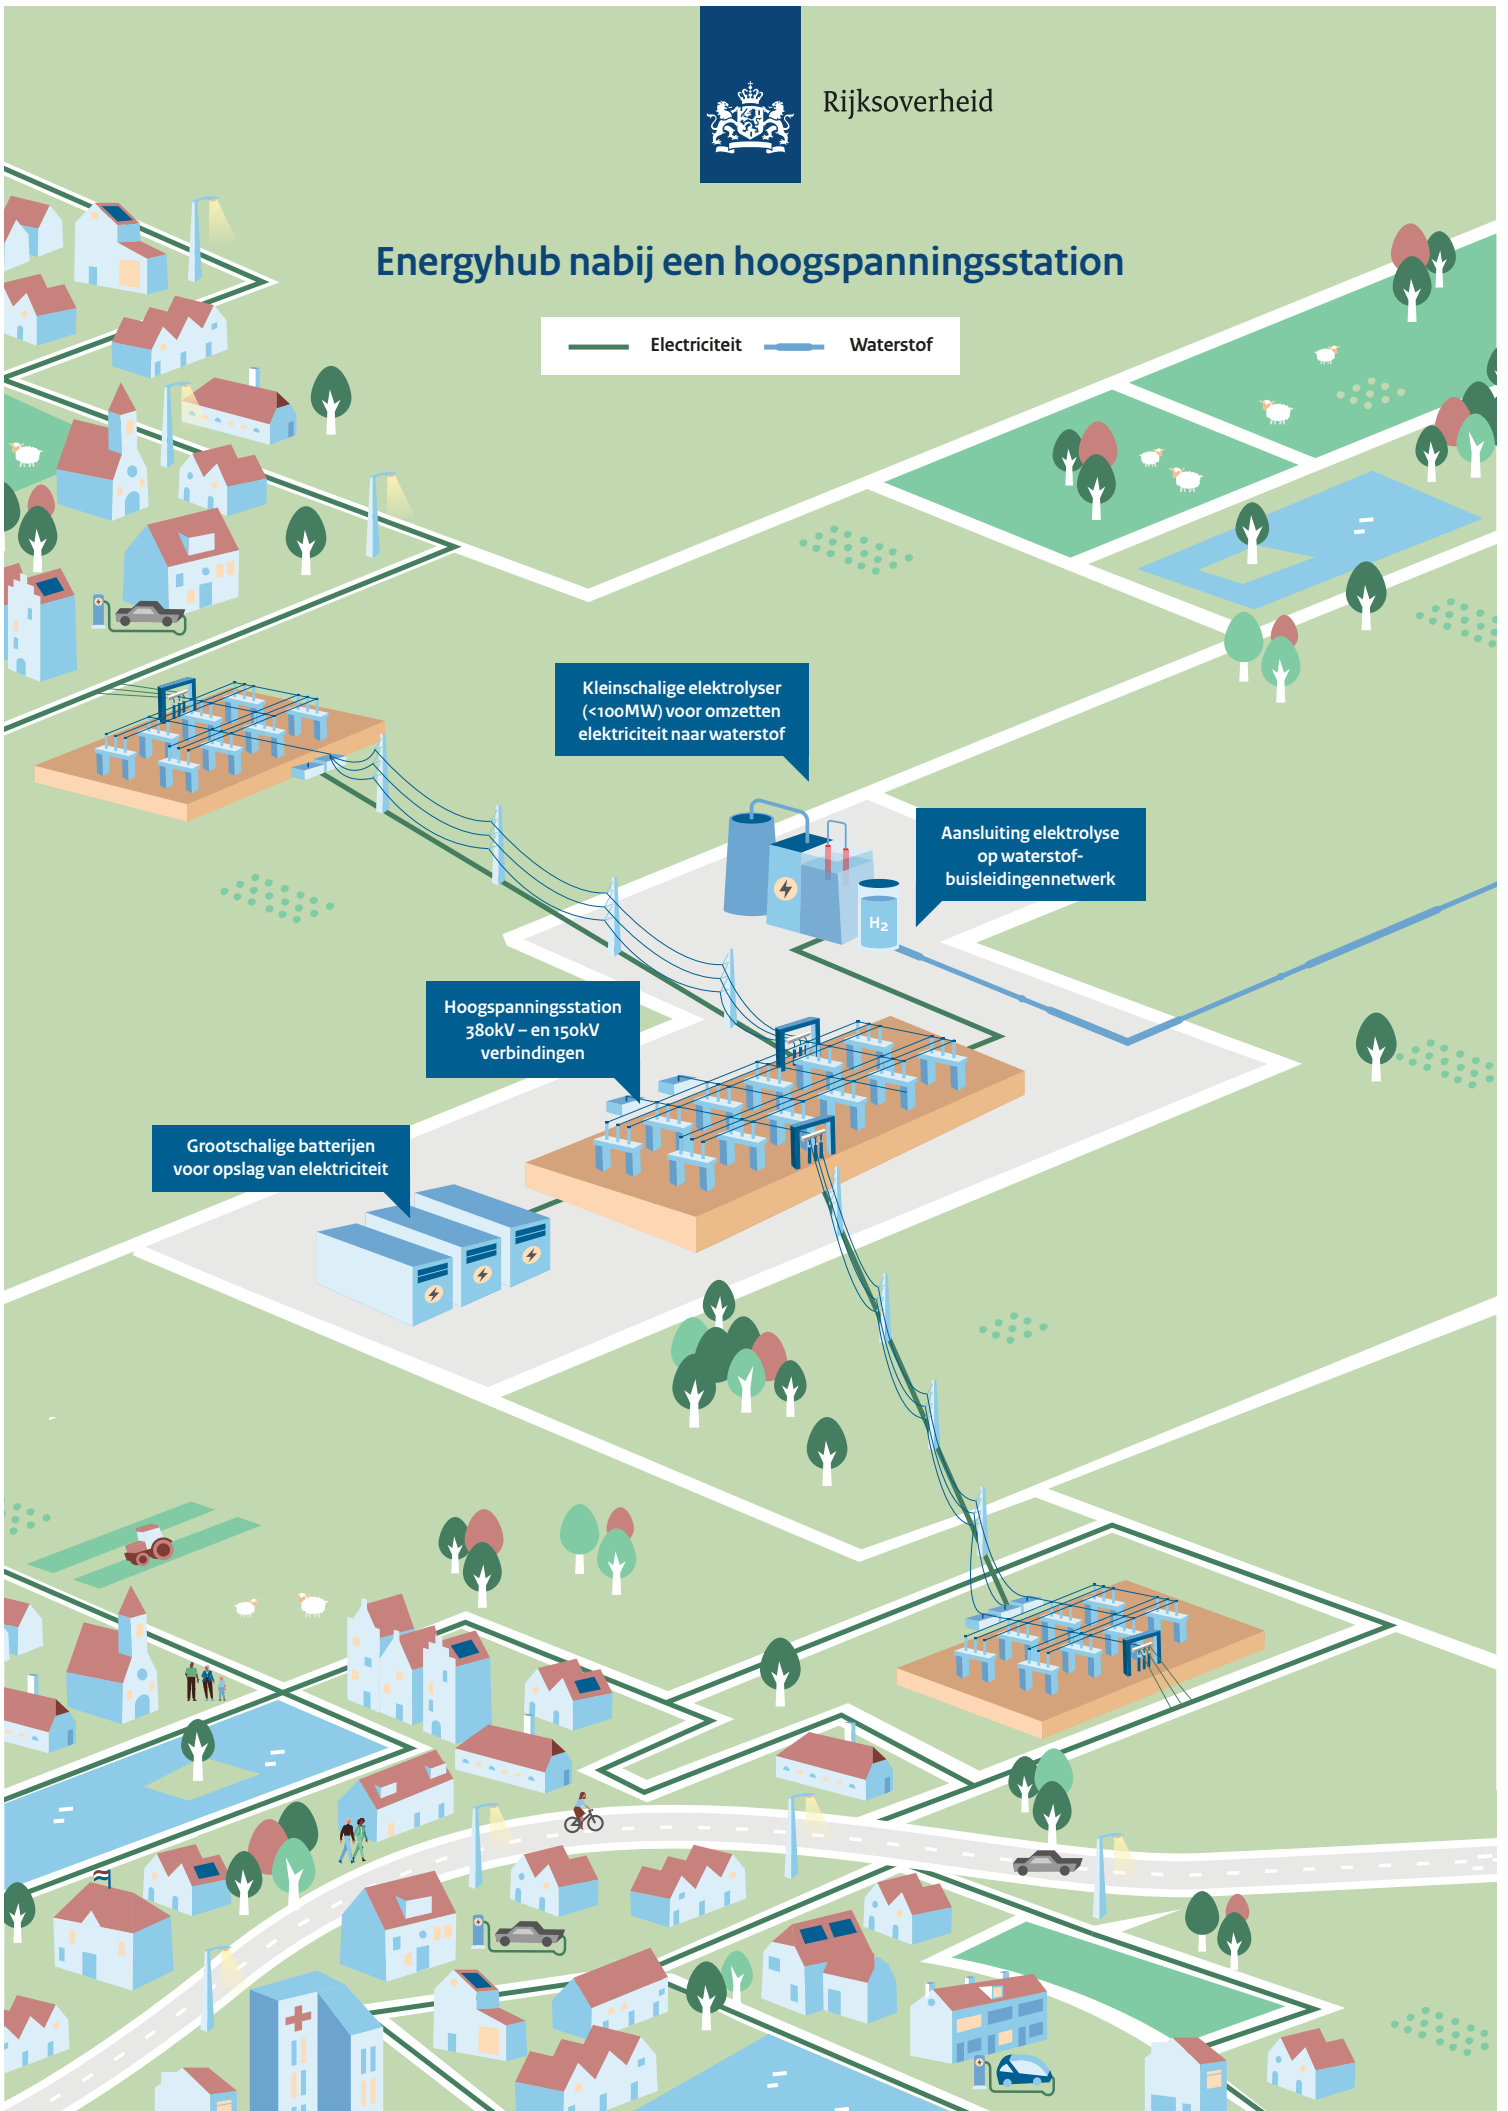 Rijksoverheid
Energyhub nabij een hoogspanningsstation
Electriciteit
Waterstof
Kleinschalige elektrolyser
(<100MW) voor omzetten
elektriciteit naar waterstof
Aansluiting elektrolyse
op waterstof-
buisleidingennetwerk
H2
Hoogspanningsstation
380kV – en 150kV
verbindingen
Grootschalige batterijen
voor opslag van elektriciteit